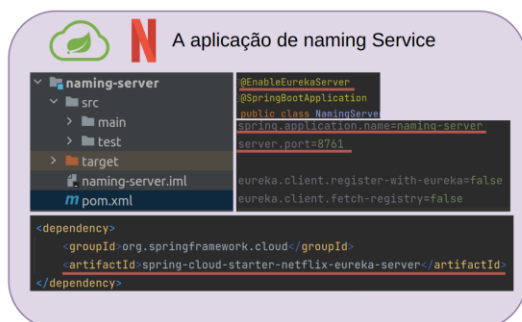 A aplicação de naming Service
naming-server
src
main
test
target
naming-server.iml
pom.xml
@EnableEurekaServer
@SpringBootApplication
public class NamingServe
spring.application.name=naming-server
server.port=8761
eureka.client.register-with-eureka=false
eureka.client.fetch-registry=false
<dependency>
<groupId>org.springframework.cloud</groupId>
<artifactId>spring-cloud-starter-netflix-eureka-server</artifactId>
</dependency>